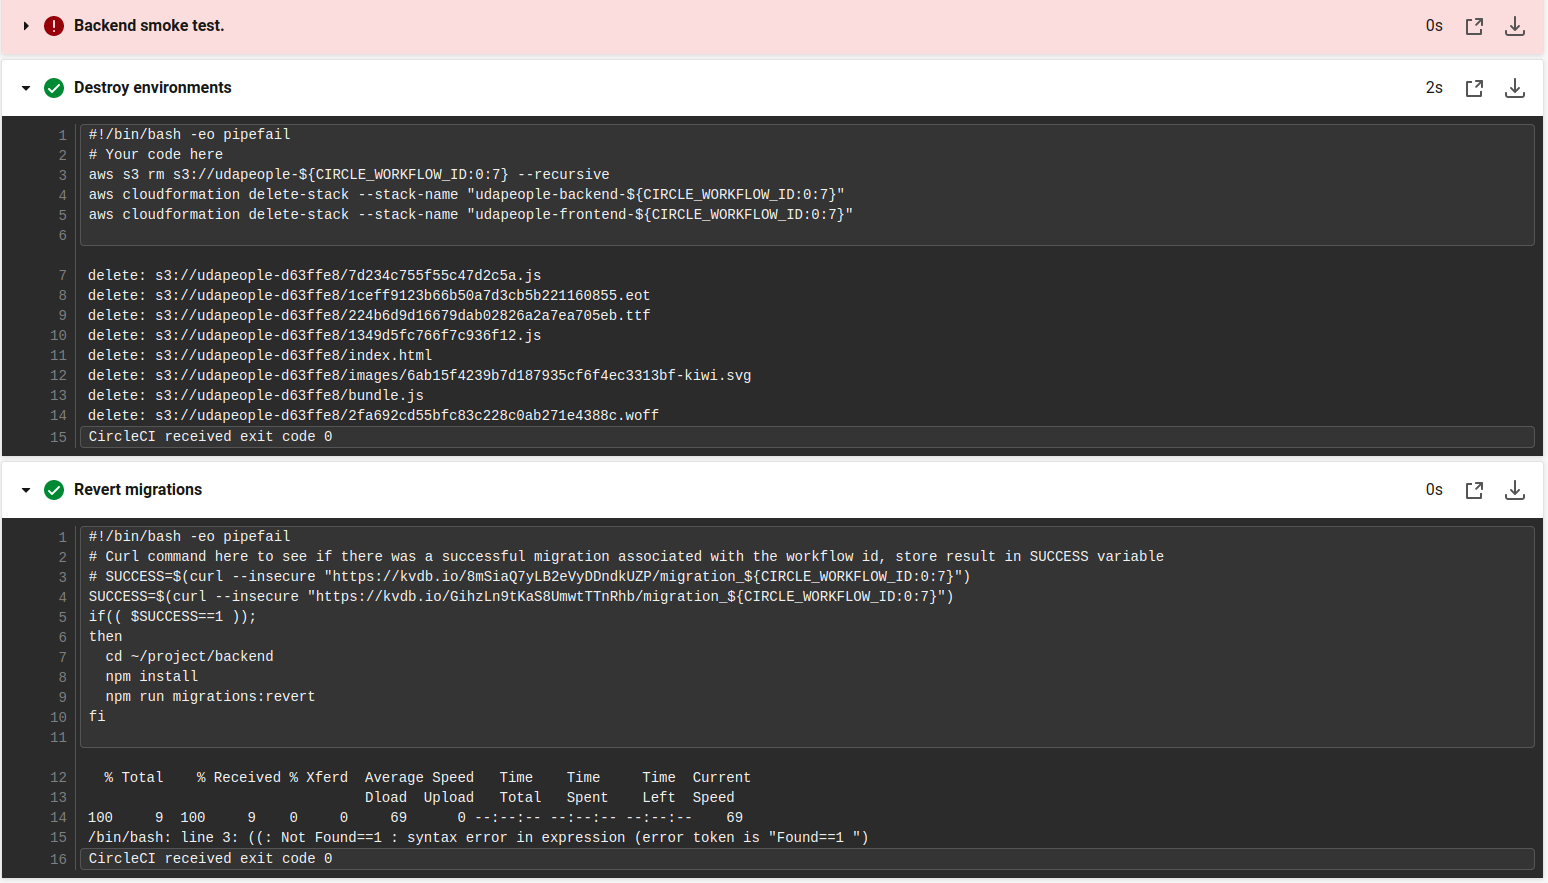 Backend smoke test.
0s
Destroy environments
2s
1 #!/bin/bash -eo pipefail
2 # Your code here
3 aws s3 rm s3://udapeople-${CIRCLE_WORKFLOW_ID:0:7} --recursive
4 aws cloudformation delete-stack --stack-name "udapeople-backend-${CIRCLE_WORKFLOW_ID:0:7}"
5 aws cloudformation delete-stack --stack-name "udapeople-frontend-${CIRCLE_WORKFLOW_ID:0:7}"
6
7 delete: s3://udapeople-d63ffe8/7d234c755f55c47d2c5a.js
8 delete: s3://udapeople-d63ffe8/1ceff9123b66b50a7d3cb5b221160855.eot
9 delete: s3://udapeople-d63ffe8/224b6d9d16679dab02826a2a7ea705eb.ttf
10 delete: s3://udapeople-d63ffe8/1349d5fc766f7c936f12.js
11 delete: s3://udapeople-d63ffe8/index.html
12 delete: s3://udapeople-d63ffe8/images/6ab15f4239b7d187935cf6f4ec3313bf-kiwi.svg
13 delete: s3://udapeople-d63ffe8/bundle.js
14 delete: s3://udapeople-d63ffe8/2fa692cd55bfc83c228c0ab271e4388c.woff
15 CircleCI received exit code 0
Revert migrations
0s
1 #!/bin/bash -eo pipefail
2 # Curl command here to see if there was a successful migration associated with the workflow id, store result in SUCCESS variable
3 # SUCCESS=$(curl --insecure "https://kvdb.io/8mSiaQ7yLB2eVyDDndkUZP/migration_${CIRCLE_WORKFLOW_ID:0:7}")
4 SUCCESS=$(curl --insecure "https://kvdb.io/GihzLn9tKaS8UmwtTTnRhb/migration_${CIRCLE_WORKFLOW_ID:0:7}")
5 if(( $SUCCESS==1 ));
6 then
7 cd ~/project/backend
8 npm install
9 npm run migrations:revert
10 fi
11
12 % Total % Received % Xferd Average Speed Time Time Time Current
13 Dload Upload Total Spent Left Speed
14 100 9 100 9 0 0 69 0 --:--:-- --:--:-- --:--:-- 69
15 /bin/bash: line 3: ((: Not Found==1 : syntax error in expression (error token is "Found==1 ")
16 CircleCI received exit code 0